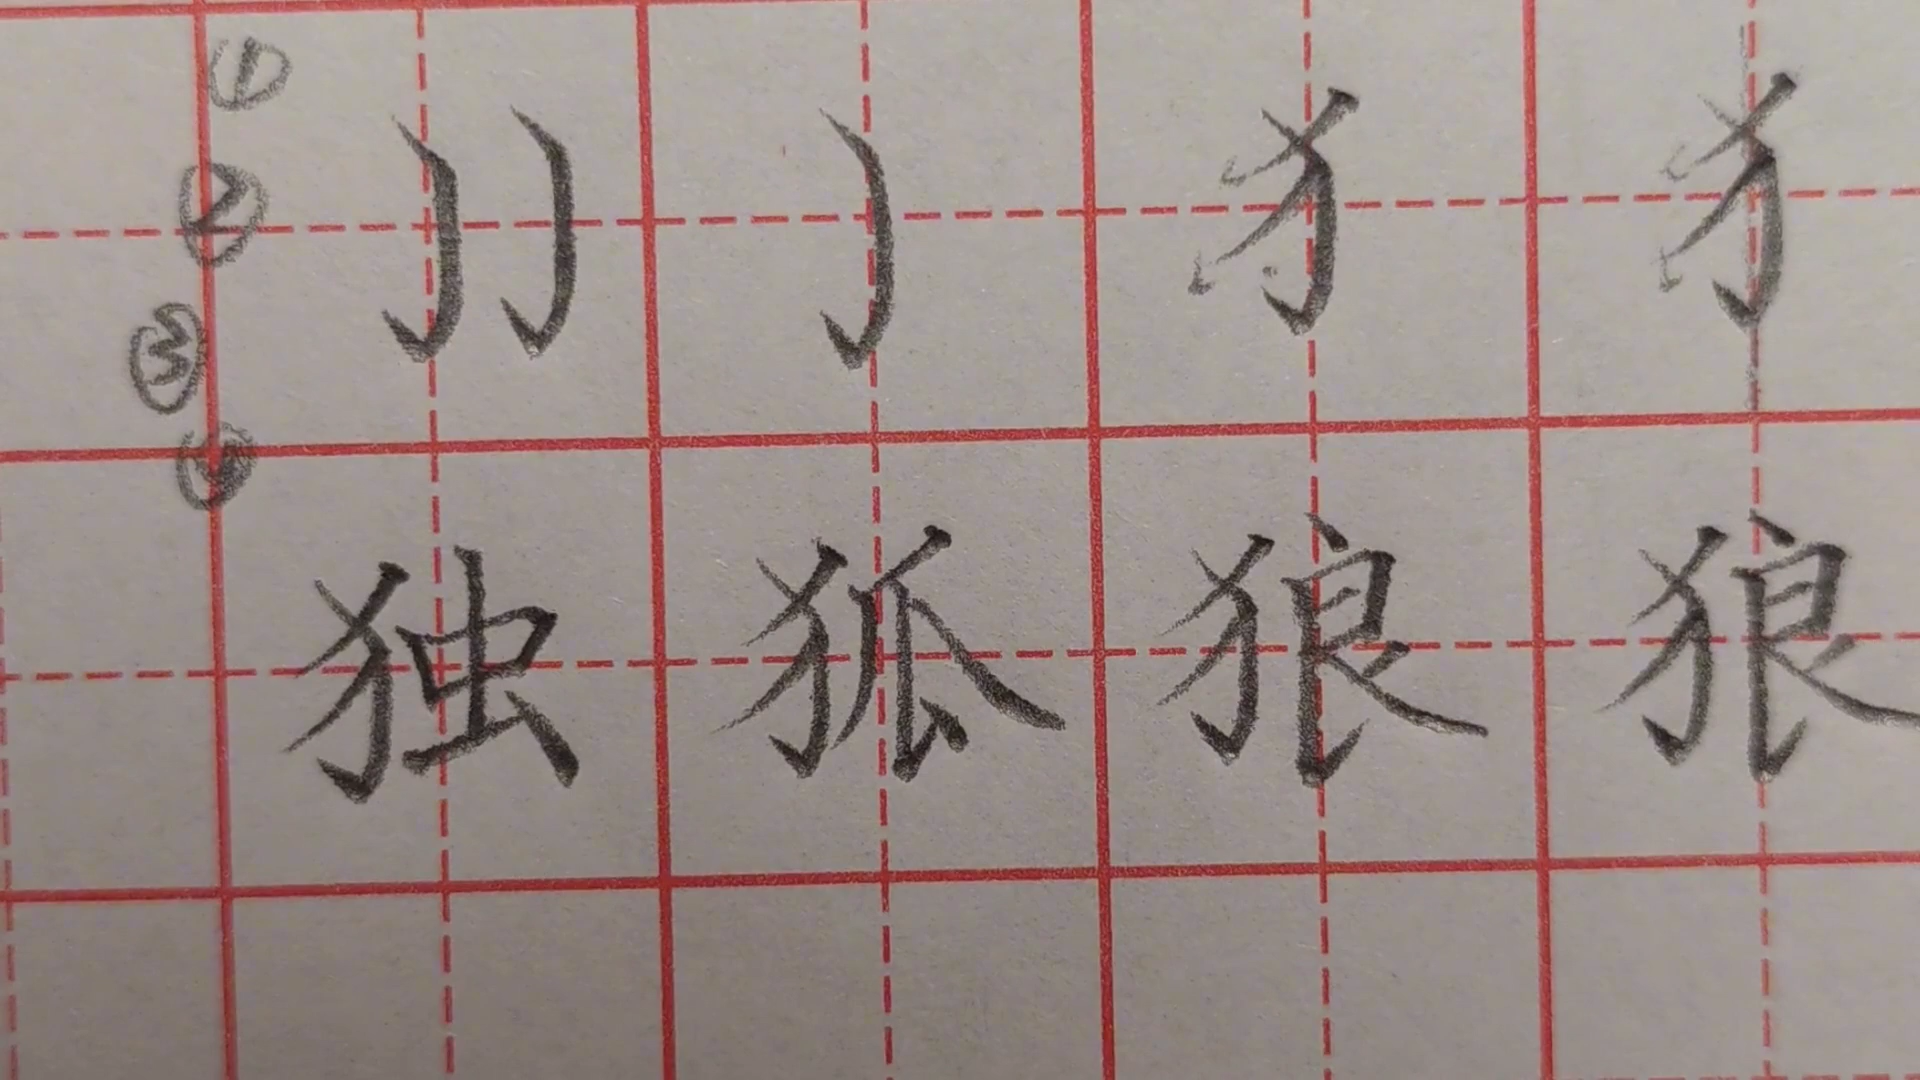 ①
②
③
④
犭 犭
独 狐 狼 狼